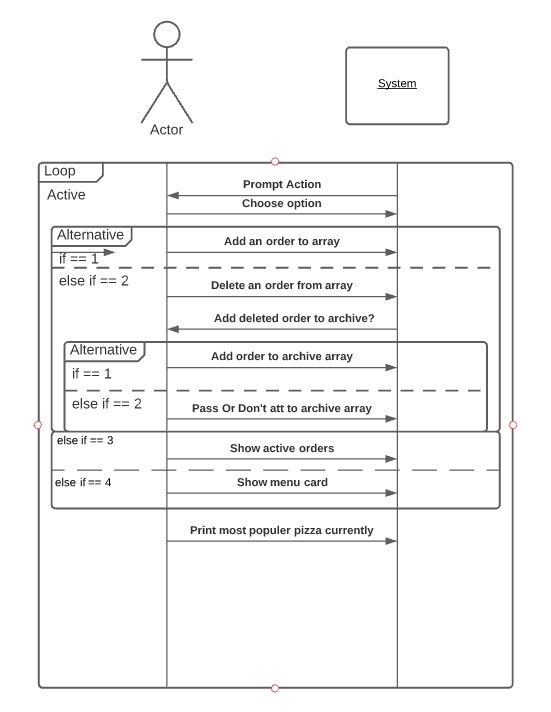 Actor
System
Loop
Active
Prompt Action
Choose option
Alternative
Add an order to array
if == 1
else if == 2
Delete an order from array
Add deleted order to archive?
Alternative
Add order to archive array
if == 1
else if == 2
Pass Or Don't att to archive array
else if == 3
Show active orders
else if == 4
Show menu card
Print most populer pizza currently